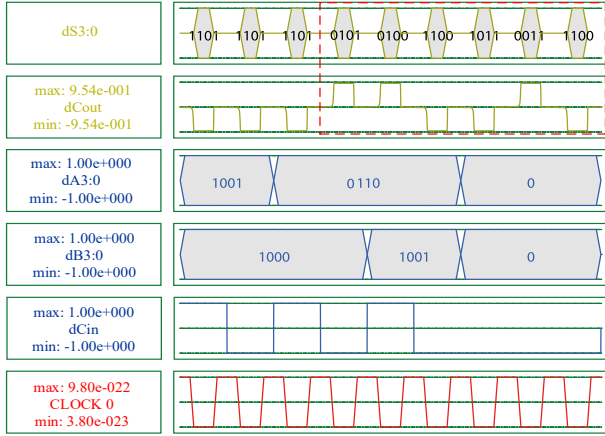 dS3:0
1101 1101 1101 0101 0100 1100 1011 0011 1100
max: 9.54e-001
dCout
min: -9.54e-001
max: 1.00e+000
dA3:0
min: -1.00e+000
1001 0110 0
max: 1.00e+000
dB3:0
min: -1.00e+000
1000 1001 0
max: 1.00e+000
dCin
min: -1.00e+000
max: 9.80e-022
CLOCK 0
min: 3.80e-023